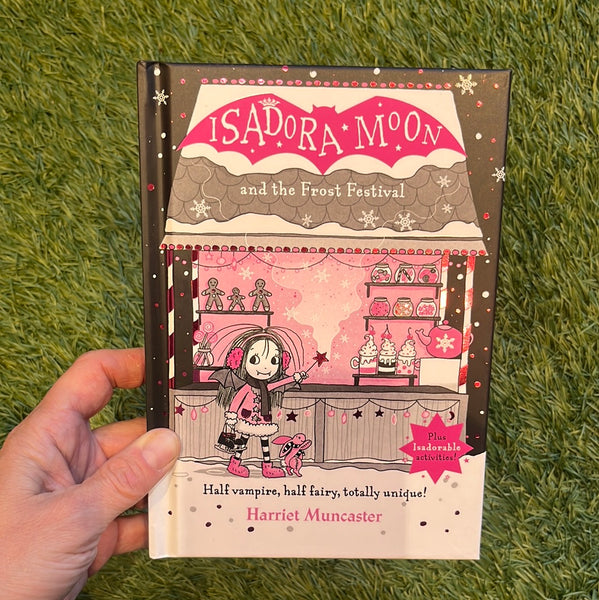 ISADORA MOON
and the Frost Festival
Plus
Isadorable
activities!
Half vampire, half fairy, totally unique!
Harriet Muncaster